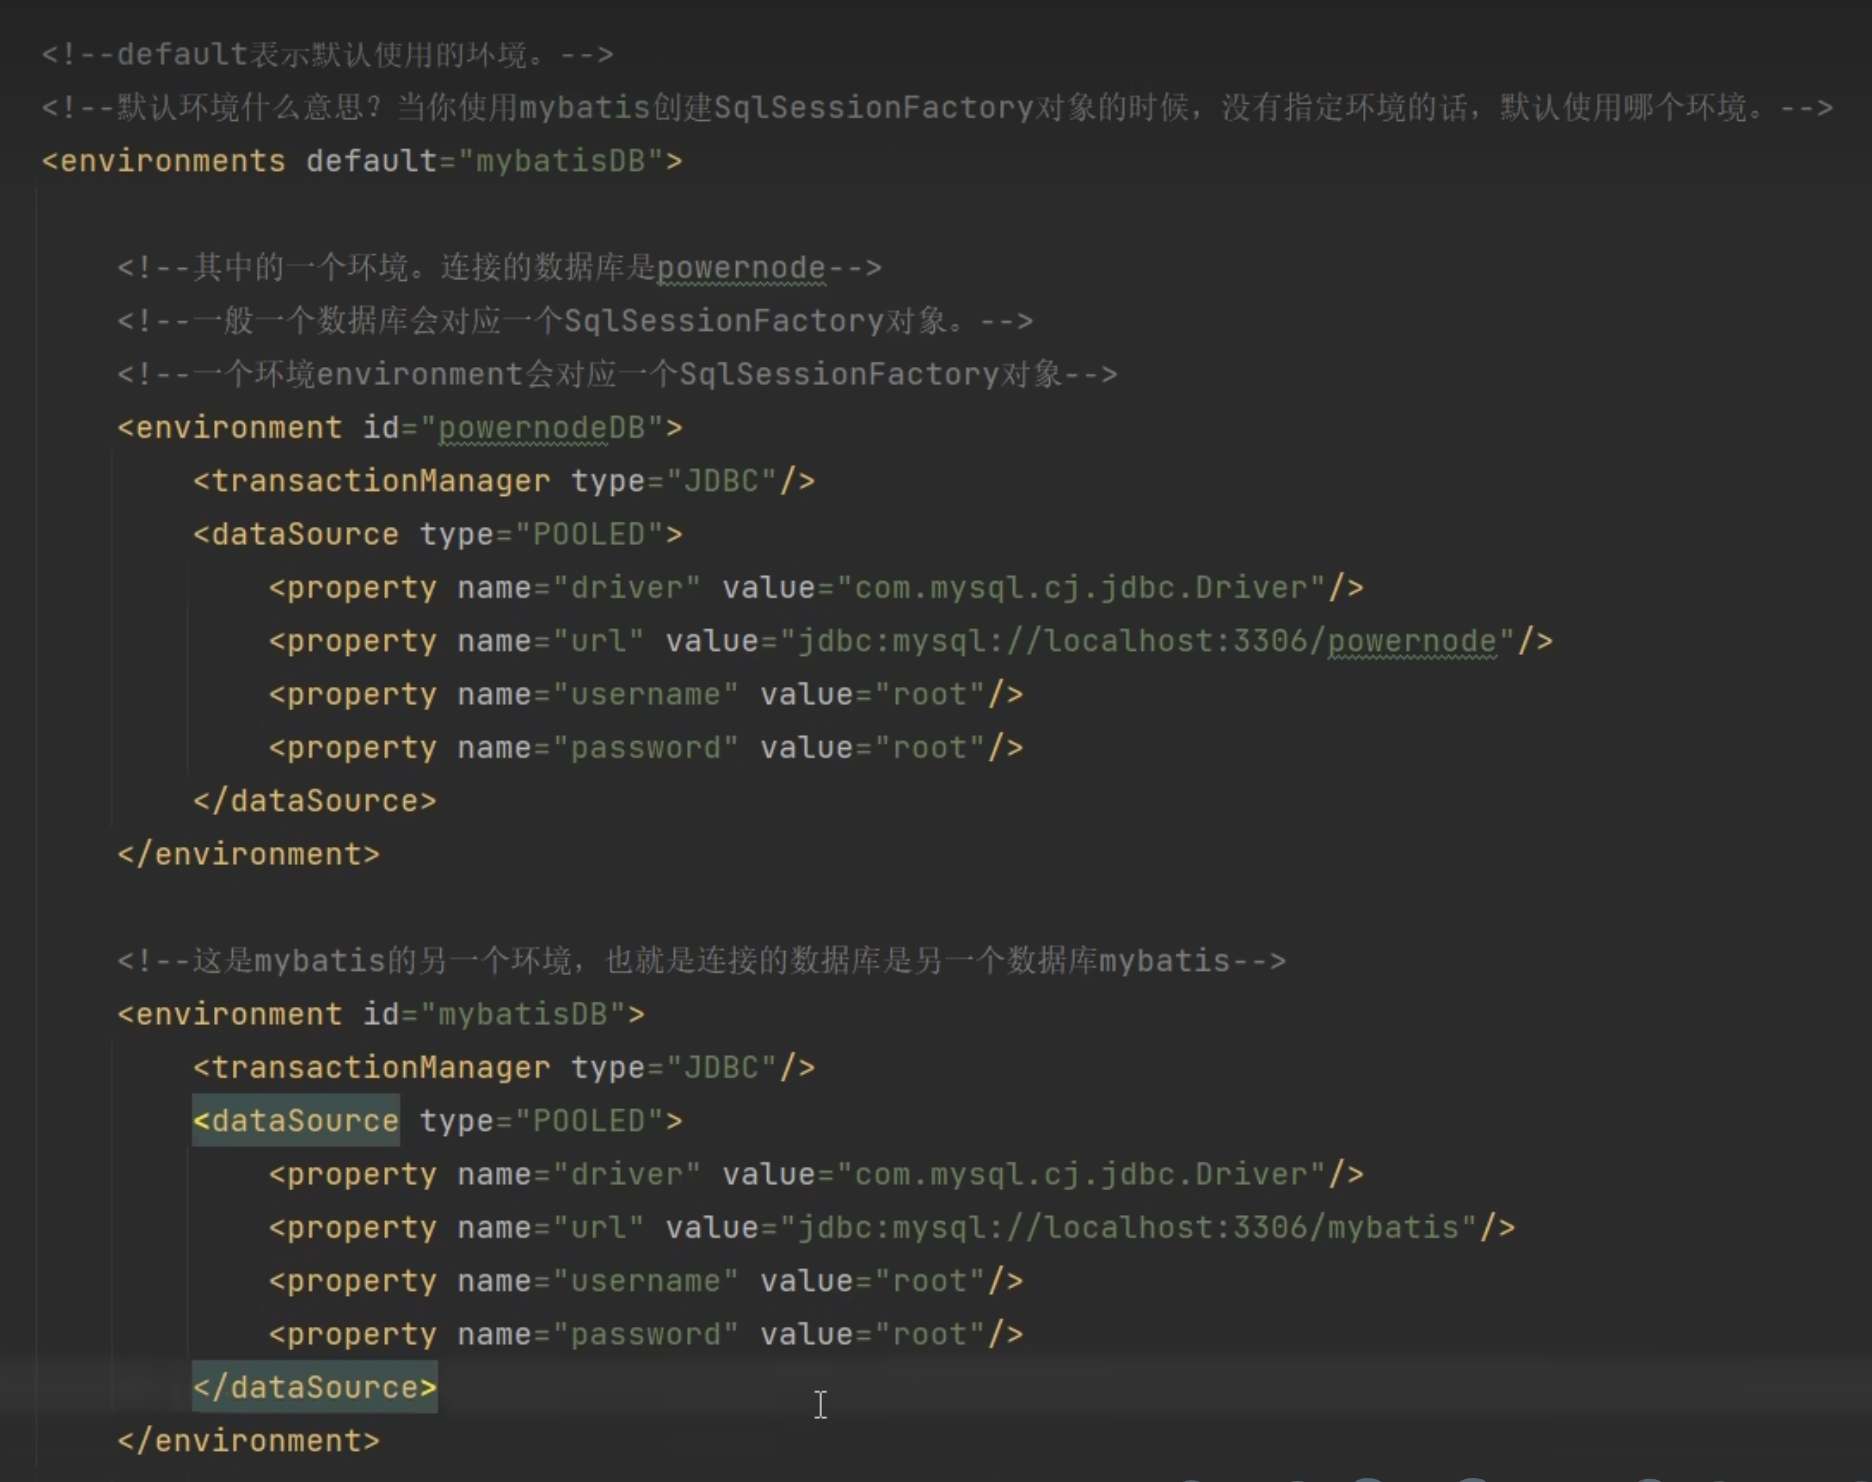 <!--default表示默认使用的环境。-->
<!--默认环境什么意思？当你使用mybatis创建SqlSessionFactory对象的时候，没有指定环境的话，默认使用哪个环境。-->
<environments default="mybatisDB">
<!--其中的一个环境。连接的数据库是powernode-->
<!--一般一个数据库会对应一个SqlSessionFactory对象。-->
<!--一个环境environment会对应一个SqlSessionFactory对象-->
<environment id="powernodeDB">
<transactionManager type="JDBC"/>
<dataSource type="POOLED">
<property name="driver" value="com.mysql.cj.jdbc.Driver"/>
<property name="url" value="jdbc:mysql://localhost:3306/powernode"/>
<property name="username" value="root"/>
<property name="password" value="root"/>
</dataSource>
</environment>
<!--这是mybatis的另一个环境，也就是连接的数据库是另一个数据库mybatis-->
<environment id="mybatisDB">
<transactionManager type="JDBC"/>
<dataSource type="POOLED">
<property name="driver" value="com.mysql.cj.jdbc.Driver"/>
<property name="url" value="jdbc:mysql://localhost:3306/mybatis"/>
<property name="username" value="root"/>
<property name="password" value="root"/>
</dataSource>
</environment>